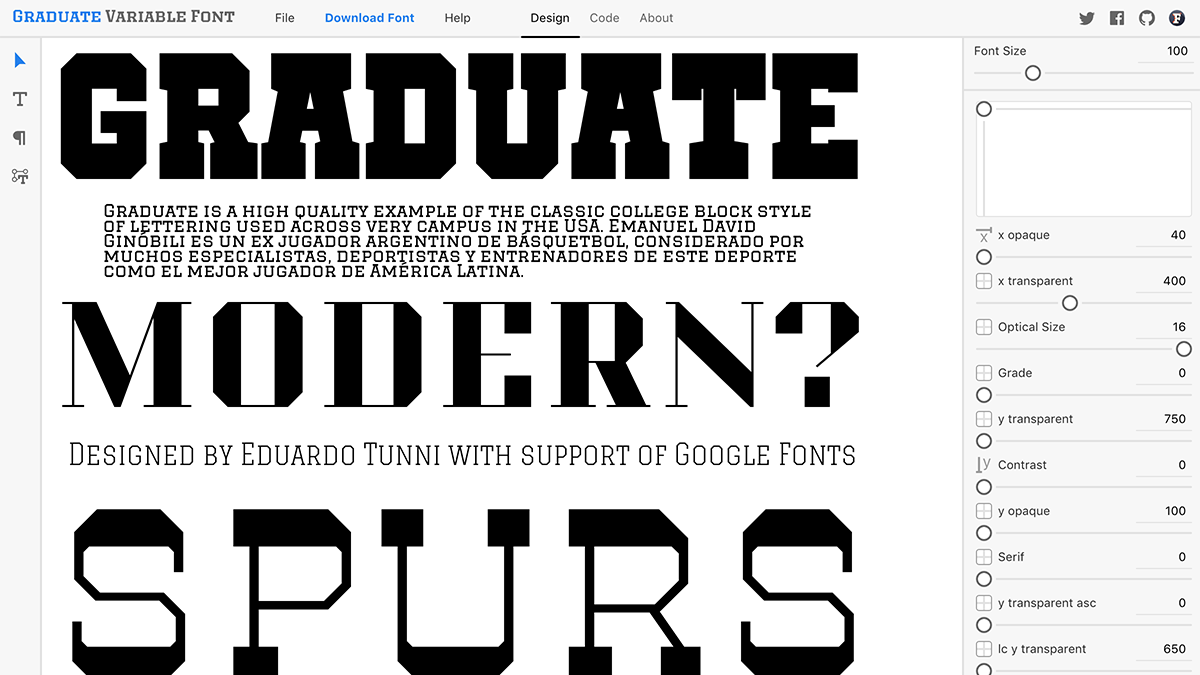 Graduate Variable Font File Download Font Help Design Code About
Font Size 100
GRADUATE
Graduate is a high quality example of the classic college block style
of lettering used across very campus in the USA. Emanuel David
Ginóbili es un ex jugador argentino de básquetbol, considerado por
muchos especialistas, deportistas y entrenadores de este deporte
como el mejor jugador de América Latina.
MODERN?
Designed by Eduardo Tunni with support of Google Fonts
SPURS
x opaque 40
x transparent 400
Optical Size 16
Grade 0
y transparent 750
Contrast 0
y opaque 100
Serif 0
y transparent asc 0
lc y transparent 650